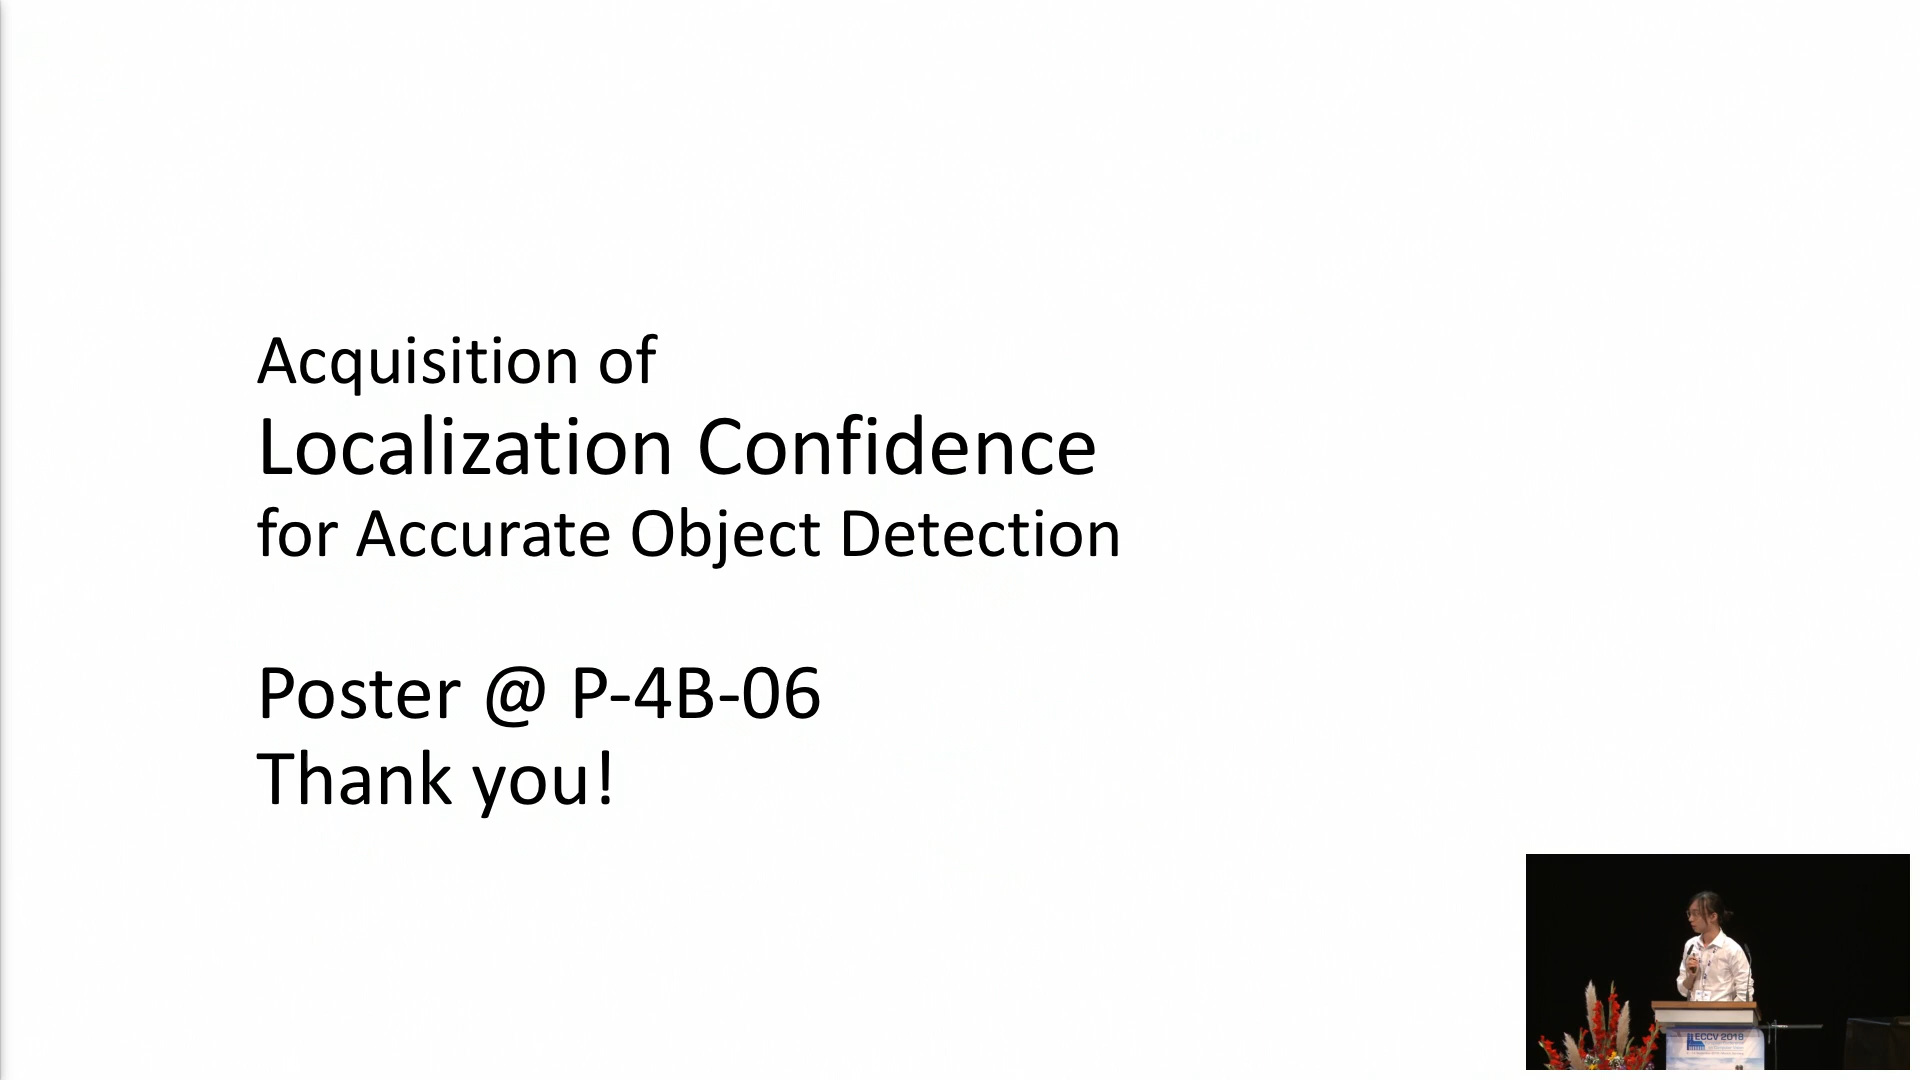 Acquisition of
Localization Confidence
for Accurate Object Detection
Poster @ P-4B-06
Thank you!
ECCV 2018